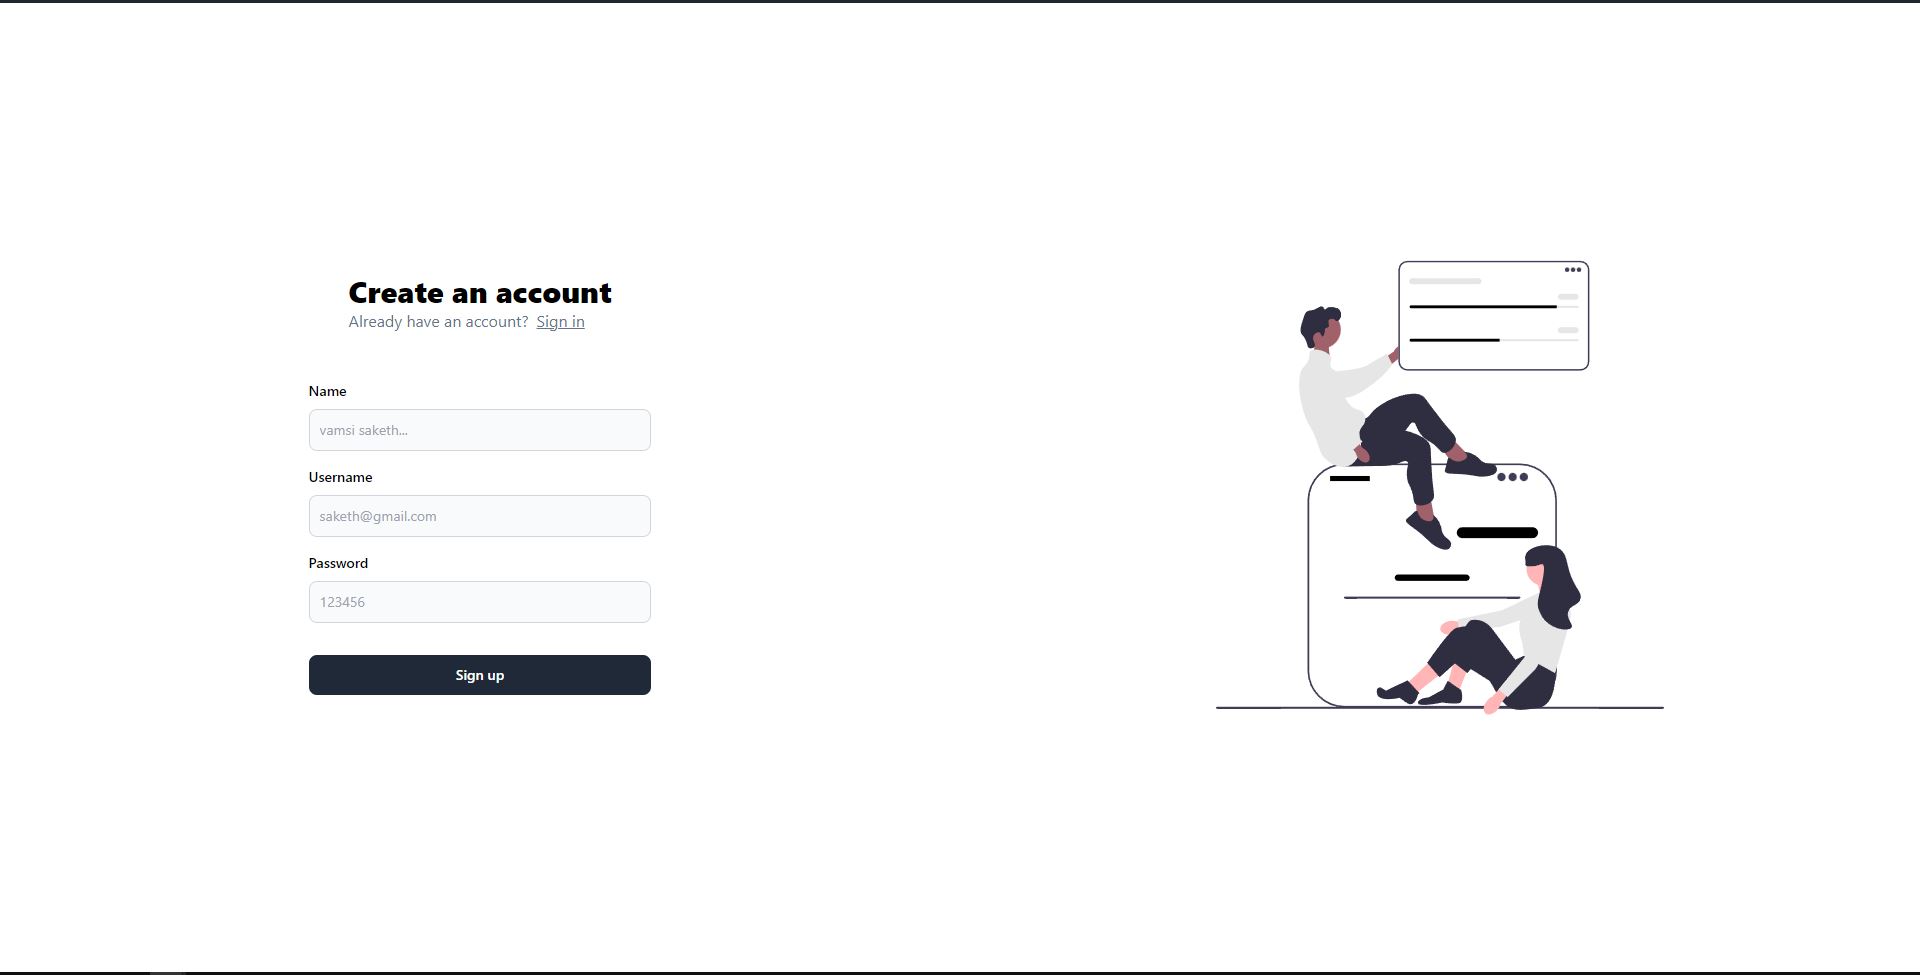 Create an account
Already have an account? Sign in
Name
vamsi saketh...
Username
saketh@gmail.com
Password
123456
Sign up